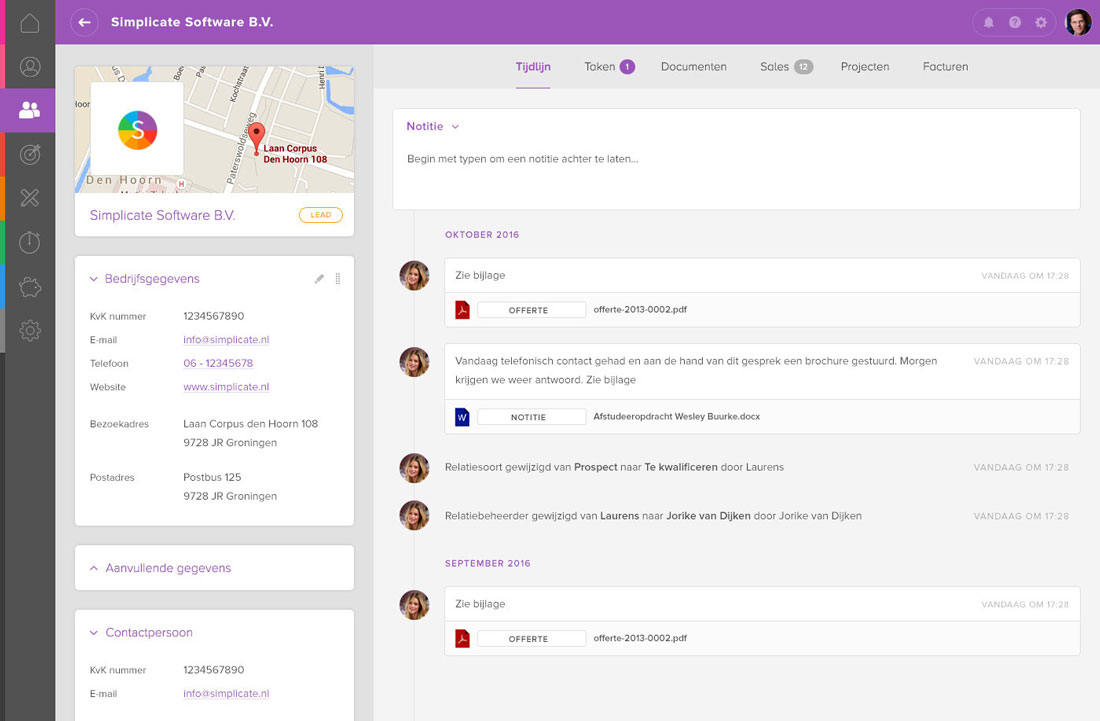 Simplicate Software B.V.
Laan Corpus
Den Hoorn 108
Paterswoldseweg
Kochstraat
Den Hoorn
H
S
Simplicate Software B.V.
LEAD
Bedrijfsgegevens
KvK nummer 1234567890
E-mail info@simplicate.nl
Telefoon 06 - 12345678
Website www.simplicate.nl
Bezoekadres Laan Corpus den Hoorn 108
9728 JR Groningen
Postadres Postbus 125
9728 JR Groningen
Aanvullende gegevens
Contactpersoon
KvK nummer 1234567890
E-mail info@simplicate.nl
Tijdlijn Taken 1 Documenten Sales 12 Projecten Facturen
Notitie
Begin met typen om een notitie achter te laten...
OKTOBER 2016
Zie bijlage VANDAAG OM 17:28
OFFERTE offerte-2013-0002.pdf
Vandaag telefonisch contact gehad en aan de hand van dit gesprek een brochure gestuurd. Morgen VANDAAG OM 17:28
krijgen we weer antwoord. Zie bijlage
W NOTITIE Afstudeeropdracht Wesley Buurke.docx
Relatiesoort gewijzigd van Prospect naar Te kwalificeren door Laurens VANDAAG OM 17:28
Relatiebeheerder gewijzigd van Laurens naar Jorike van Dijken door Jorike van Dijken VANDAAG OM 17:28
SEPTEMBER 2016
Zie bijlage VANDAAG OM 17:28
OFFERTE offerte-2013-0002.pdf